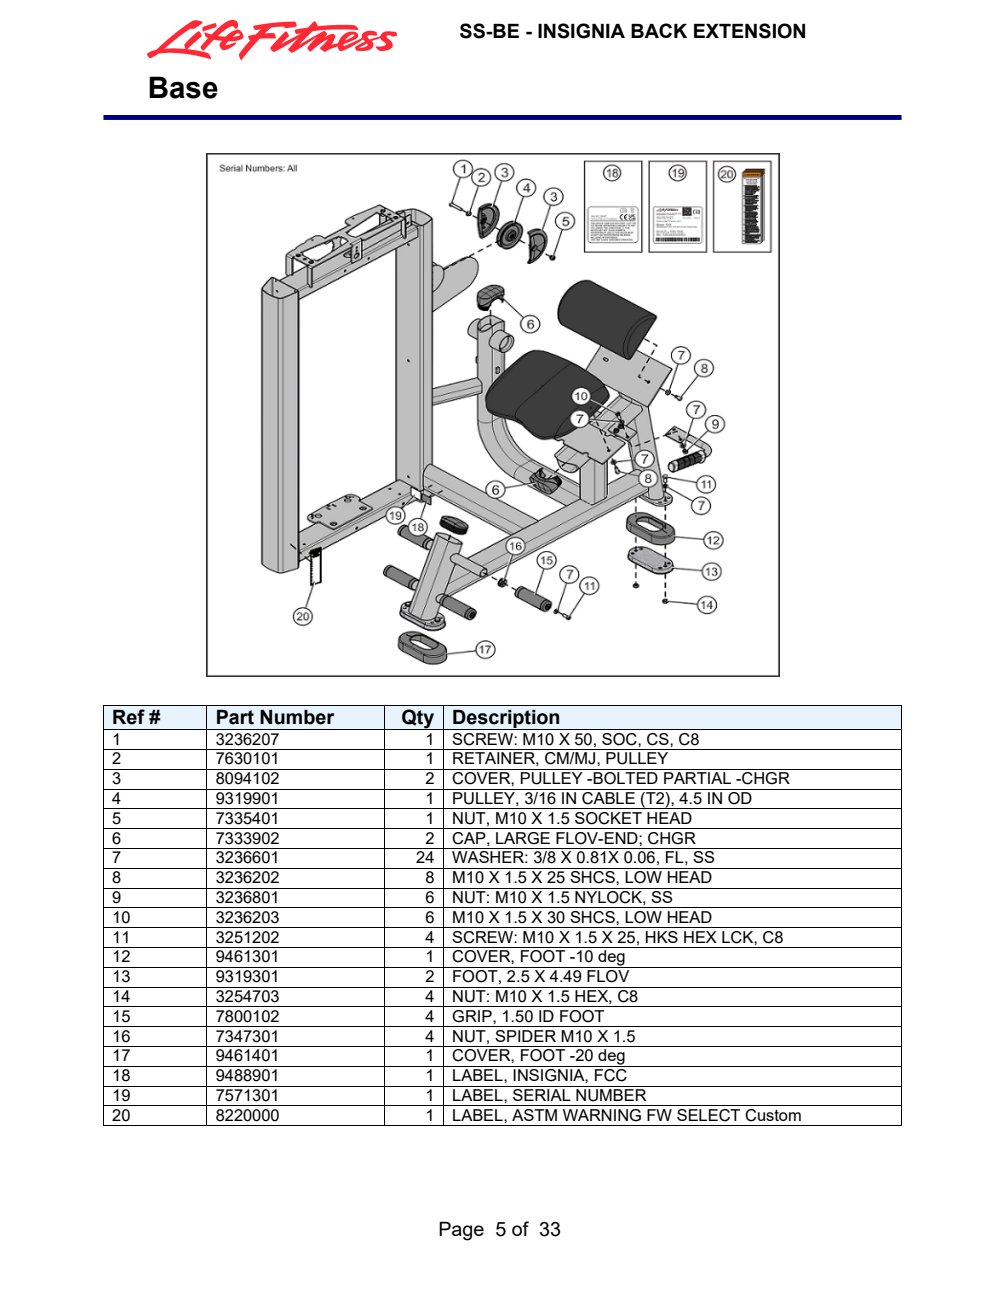 LifeFitness
SS-BE - INSIGNIA BACK EXTENSION
Base
Serial Numbers: All
1
2
3
4
3
5
18
19
20
6
7
8
10
7
7
9
7
8
11
7
6
19
18
12
16
15
7
11
13
14
20
17
Ref # Part Number Qty Description
1 3236207 1 SCREW: M10 X 50, SOC, CS, C8
2 7630101 1 RETAINER, CM/MJ, PULLEY
3 8094102 2 COVER, PULLEY -BOLTED PARTIAL -CHGR
4 9319901 1 PULLEY, 3/16 IN CABLE (T2), 4.5 IN OD
5 7335401 1 NUT, M10 X 1.5 SOCKET HEAD
6 7333902 2 CAP, LARGE FLOV-END; CHGR
7 3236601 24 WASHER: 3/8 X 0.81X 0.06, FL, SS
8 3236202 8 M10 X 1.5 X 25 SHCS, LOW HEAD
9 3236801 6 NUT: M10 X 1.5 NYLOCK, SS
10 3236203 6 M10 X 1.5 X 30 SHCS, LOW HEAD
11 3251202 4 SCREW: M10 X 1.5 X 25, HKS HEX LCK, C8
12 9461301 1 COVER, FOOT -10 deg
13 9319301 2 FOOT, 2.5 X 4.49 FLOV
14 3254703 4 NUT: M10 X 1.5 HEX, C8
15 7800102 4 GRIP, 1.50 ID FOOT
16 7347301 4 NUT, SPIDER M10 X 1.5
17 9461401 1 COVER, FOOT -20 deg
18 9488901 1 LABEL, INSIGNIA, FCC
19 7571301 1 LABEL, SERIAL NUMBER
20 8220000 1 LABEL, ASTM WARNING FW SELECT Custom
Page 5 of 33